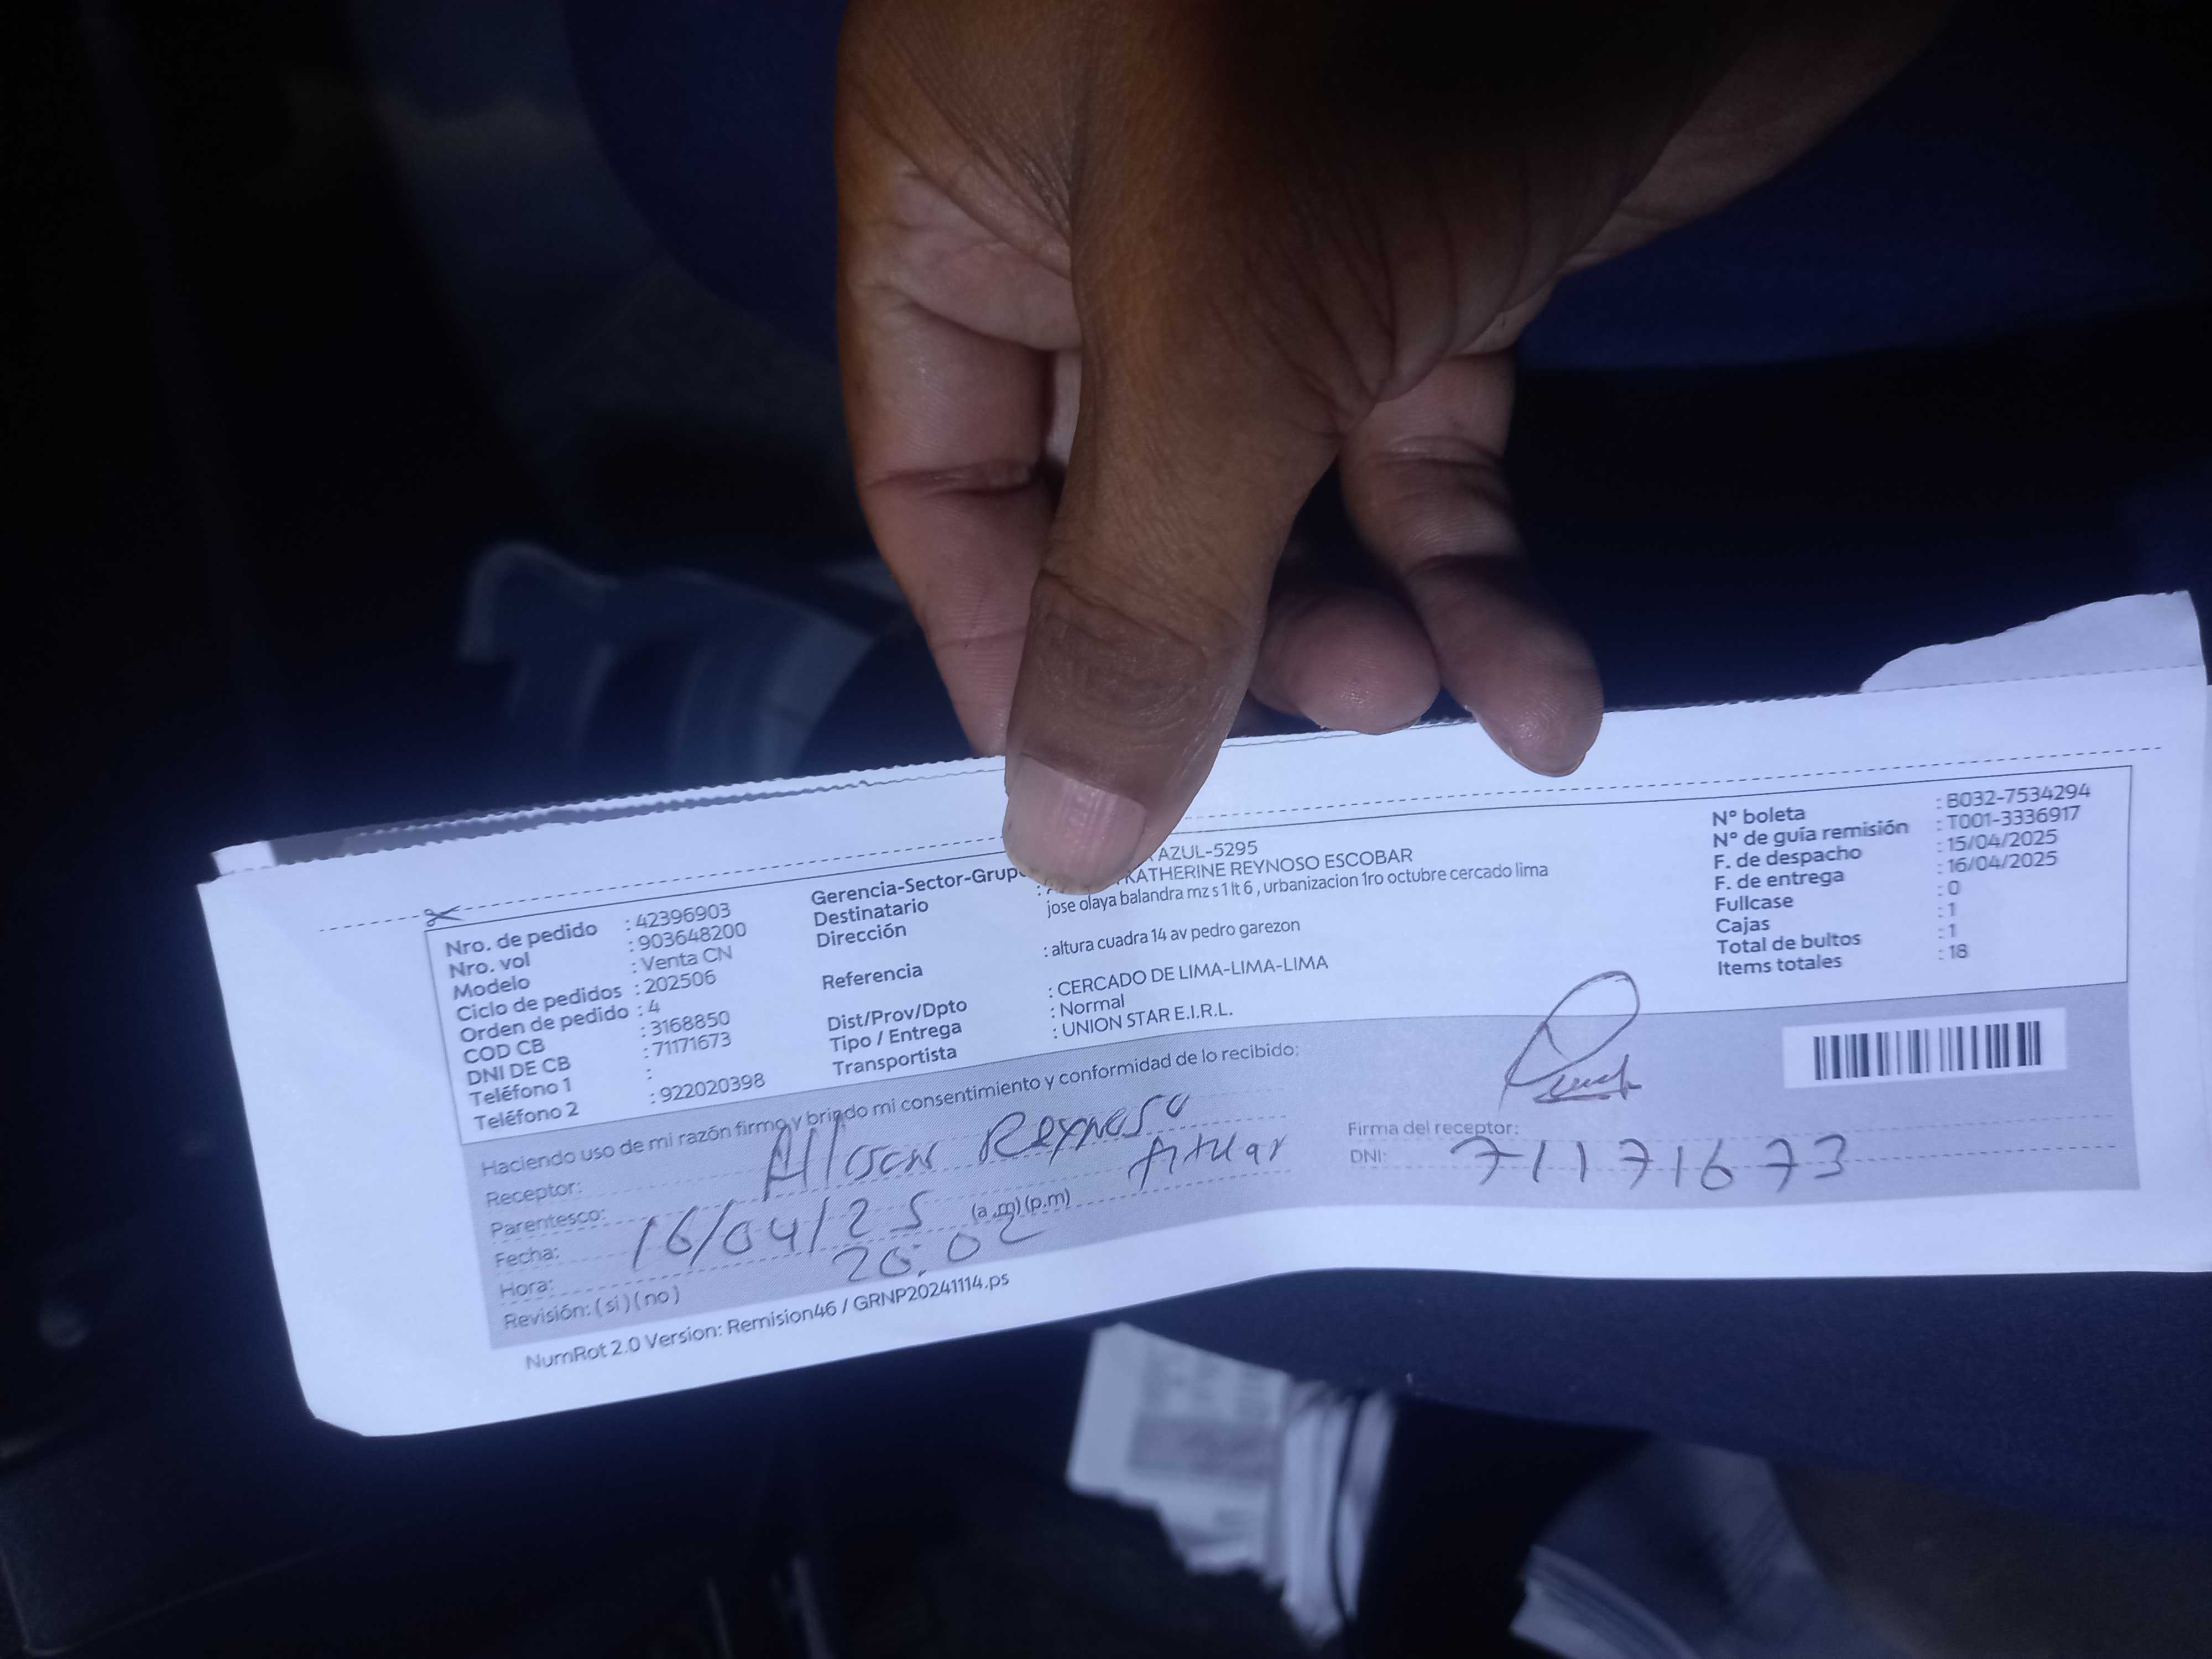 Nro. de pedido : 42396903
Nro. vol : 903648200
Modelo : Venta CN
Ciclo de pedidos : 202506
Orden de pedido : 4
COD CB : 3168850
DNI DE CB : 71171673
Teléfono 1 :
Teléfono 2 : 922020398
Gerencia-Sector-Grup AZUL-5295
Destinatario : KATHERINE REYNOSO ESCOBAR
Dirección jose olaya balandra mz s 1 lt 6 , urbanizacion 1ro octubre cercado lima
Referencia : altura cuadra 14 av pedro garezon
Dist/Prov/Dpto : CERCADO DE LIMA-LIMA-LIMA
Tipo / Entrega : Normal
Transportista : UNION STAR E.I.R.L.
N° boleta : B032-7534294
N° de guía remisión : T001-3336917
F. de despacho : 15/04/2025
F. de entrega : 16/04/2025
Fullcase : 0
Cajas : 1
Total de bultos : 1
Items totales : 18
Haciendo uso de mi razón firmo y brindo mi consentimiento y conformidad de lo recibido:
Receptor: Reynoso
Parentesco:
Fecha: 16/04/25
Hora: 20:02 (a.m) (p.m)
Revisión: ( si ) ( no )
Firma del receptor:
DNI: 71171673
NumRot 2.0 Version: Remision46 / GRNP20241114.ps